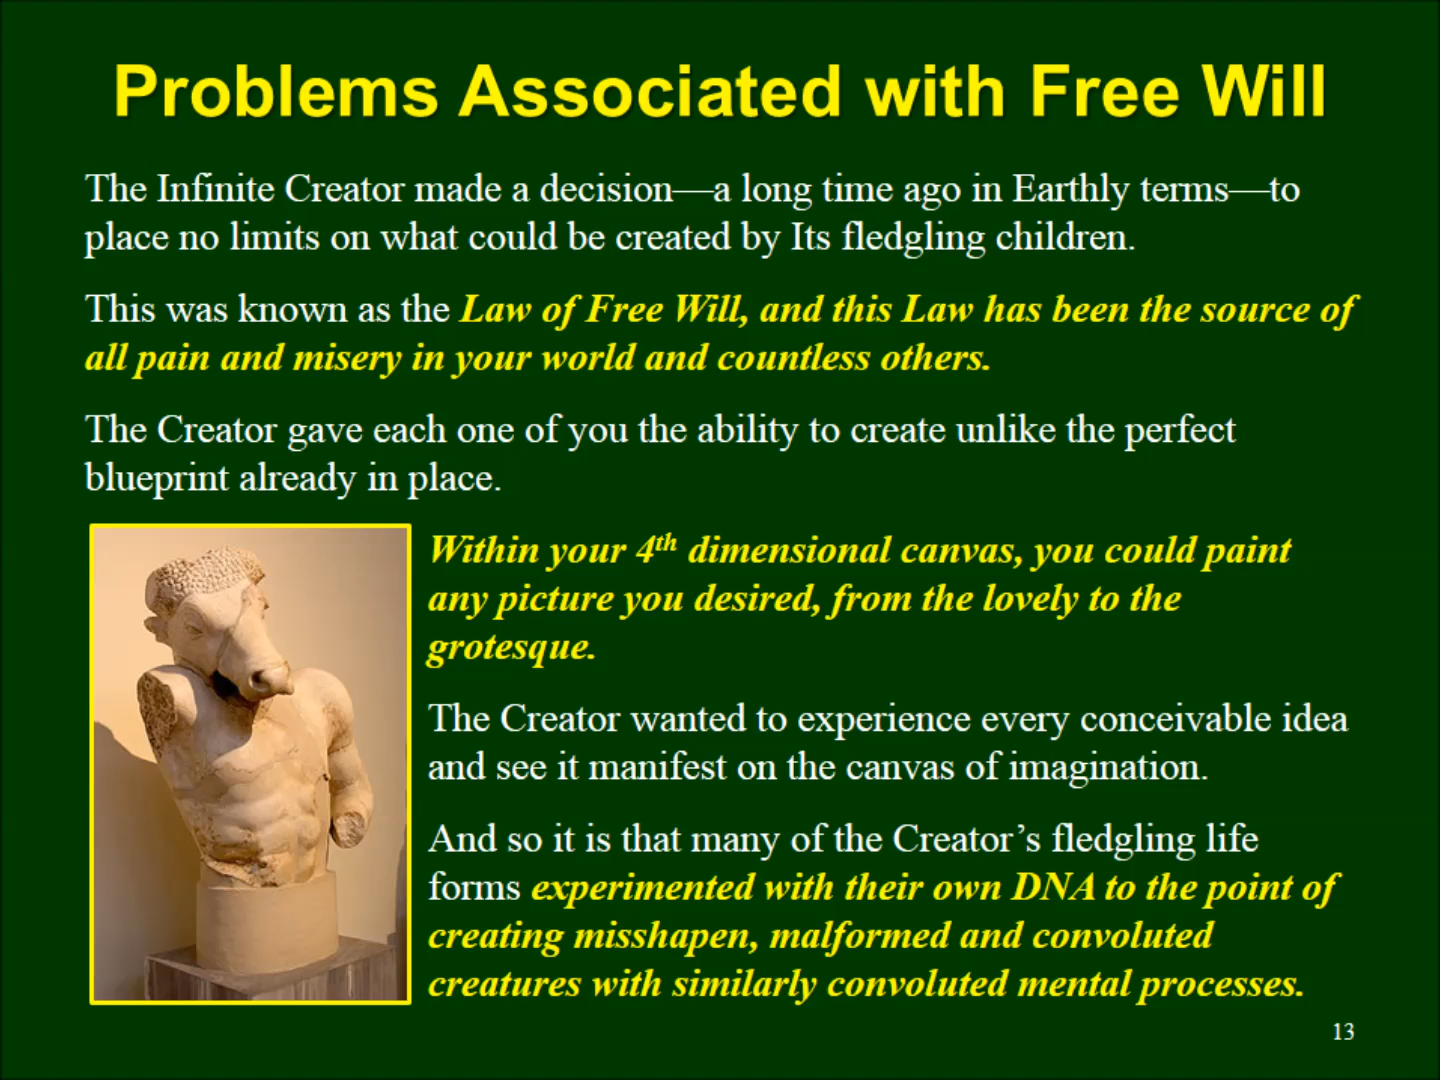 Problems Associated with Free Will
The Infinite Creator made a decision—a long time ago in Earthly terms—to
place no limits on what could be created by Its fledgling children.
This was known as the Law of Free Will, and this Law has been the source of
all pain and misery in your world and countless others.
The Creator gave each one of you the ability to create unlike the perfect
blueprint already in place.
Within your 4th dimensional canvas, you could paint
any picture you desired, from the lovely to the
grotesque.
The Creator wanted to experience every conceivable idea
and see it manifest on the canvas of imagination.
And so it is that many of the Creator’s fledgling life
forms experimented with their own DNA to the point of
creating misshapen, malformed and convoluted
creatures with similarly convoluted mental processes.
13